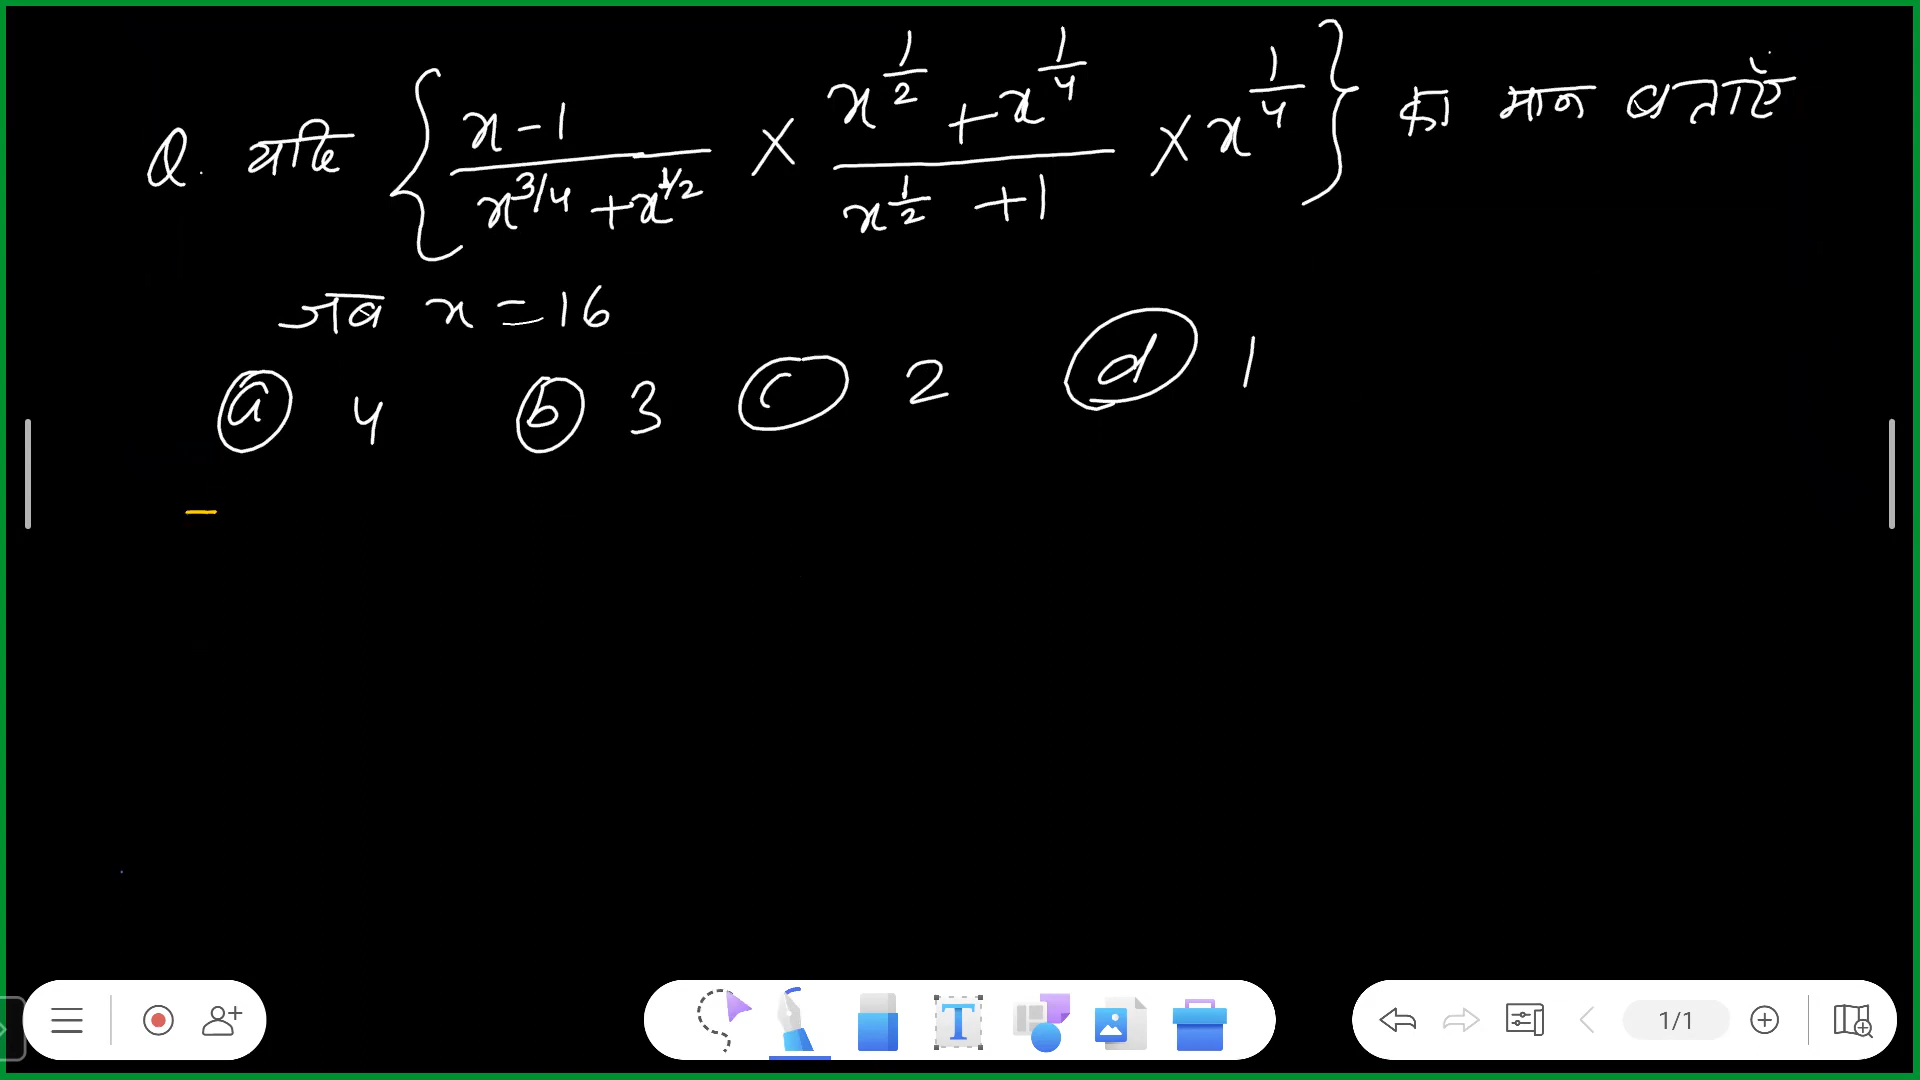 Q. यदि { (x-1)/(x^{3/4} + x^{1/2}) × (x^{1/2} + x^{1/4})/(x^{1/2} + 1) × x^{1/4} } का मान बताएं
जब x = 16
(a) 4 (b) 3 (c) 2 (d) 1
1/1